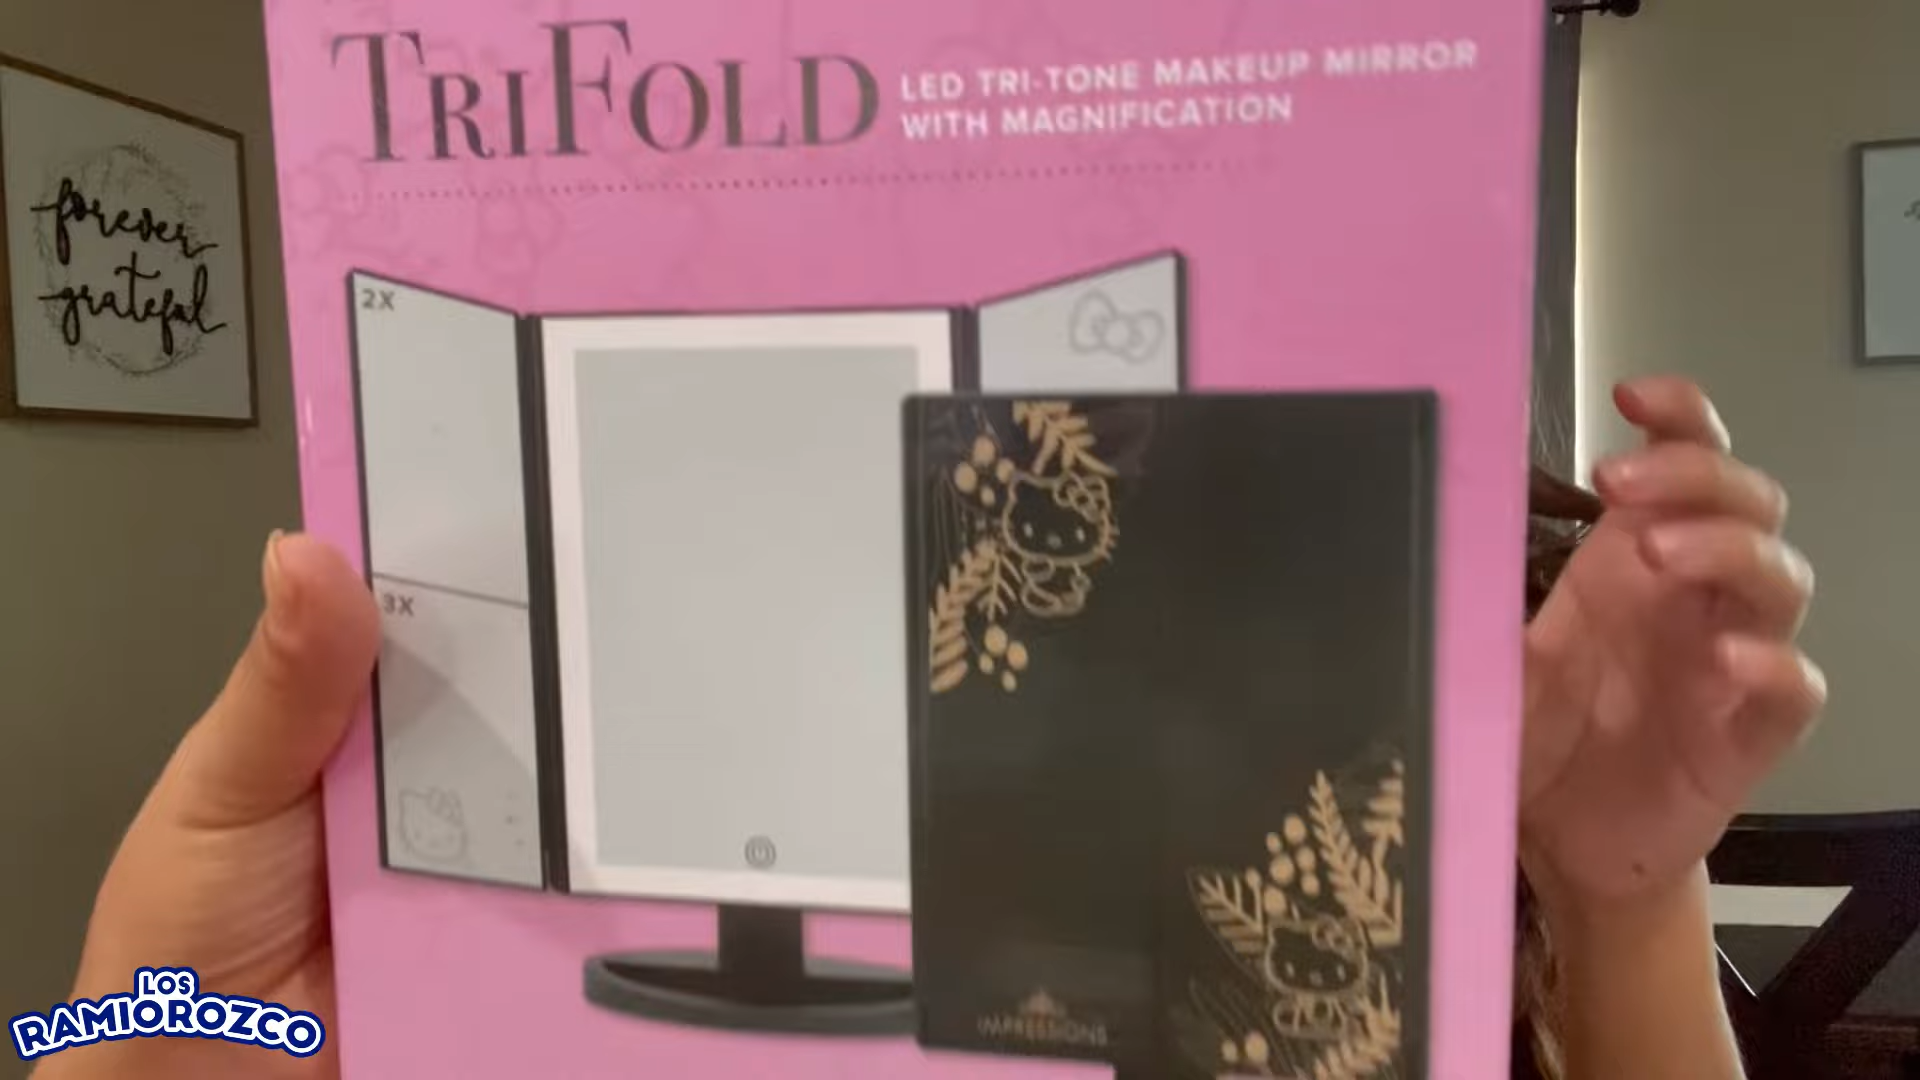 TRIFOLD
LED TRI-TONE MAKEUP MIRROR
WITH MAGNIFICATION
forever
grateful
2X
3X
IMPRESSIONS
LOS
RAMIOROZCO